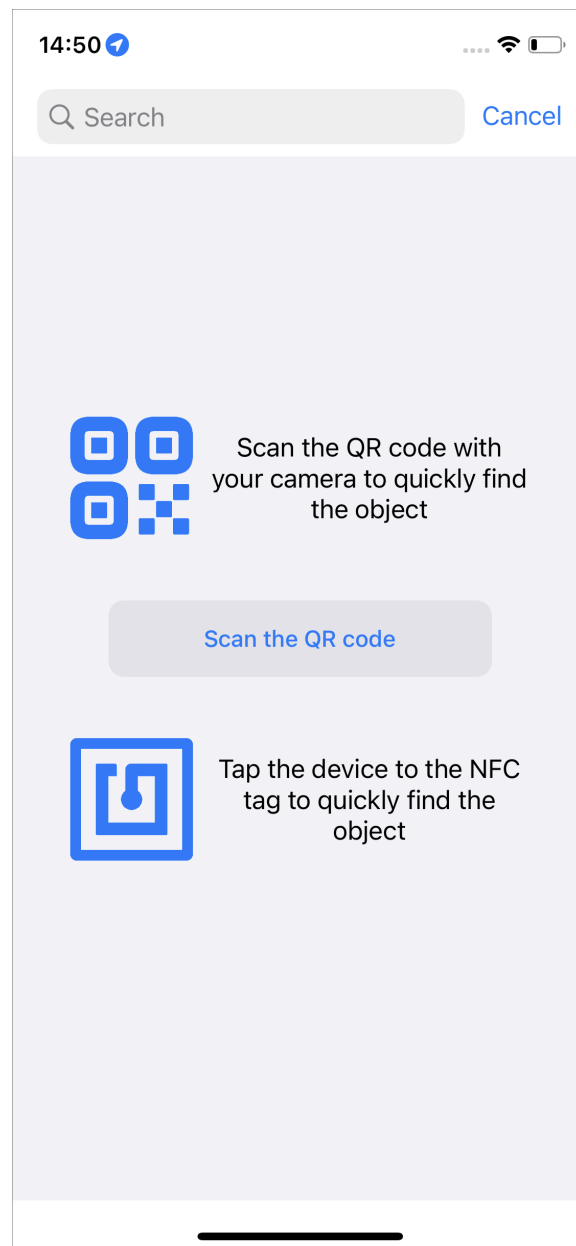 14:50
Search
Cancel
Scan the QR code with
your camera to quickly find
the object
Scan the QR code
Tap the device to the NFC
tag to quickly find the
object